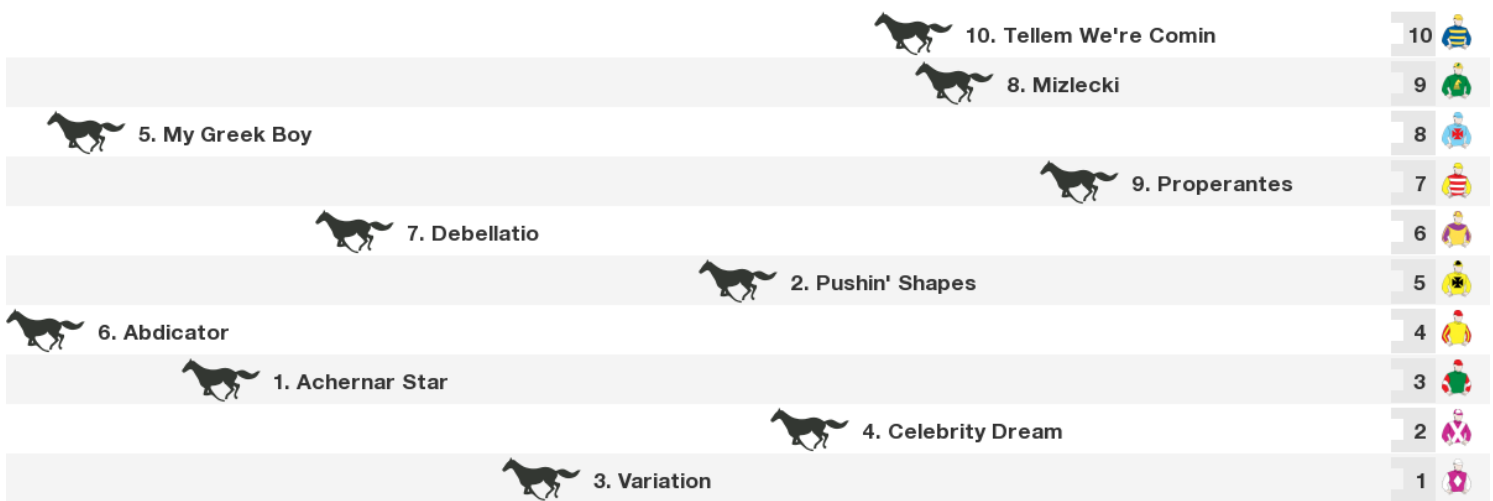 10. Tellem We're Comin 10
8. Mizlecki 9
5. My Greek Boy 8
9. Properantes 7
7. Debellatio 6
2. Pushin' Shapes 5
6. Abdicator 4
1. Achernar Star 3
4. Celebrity Dream 2
3. Variation 1